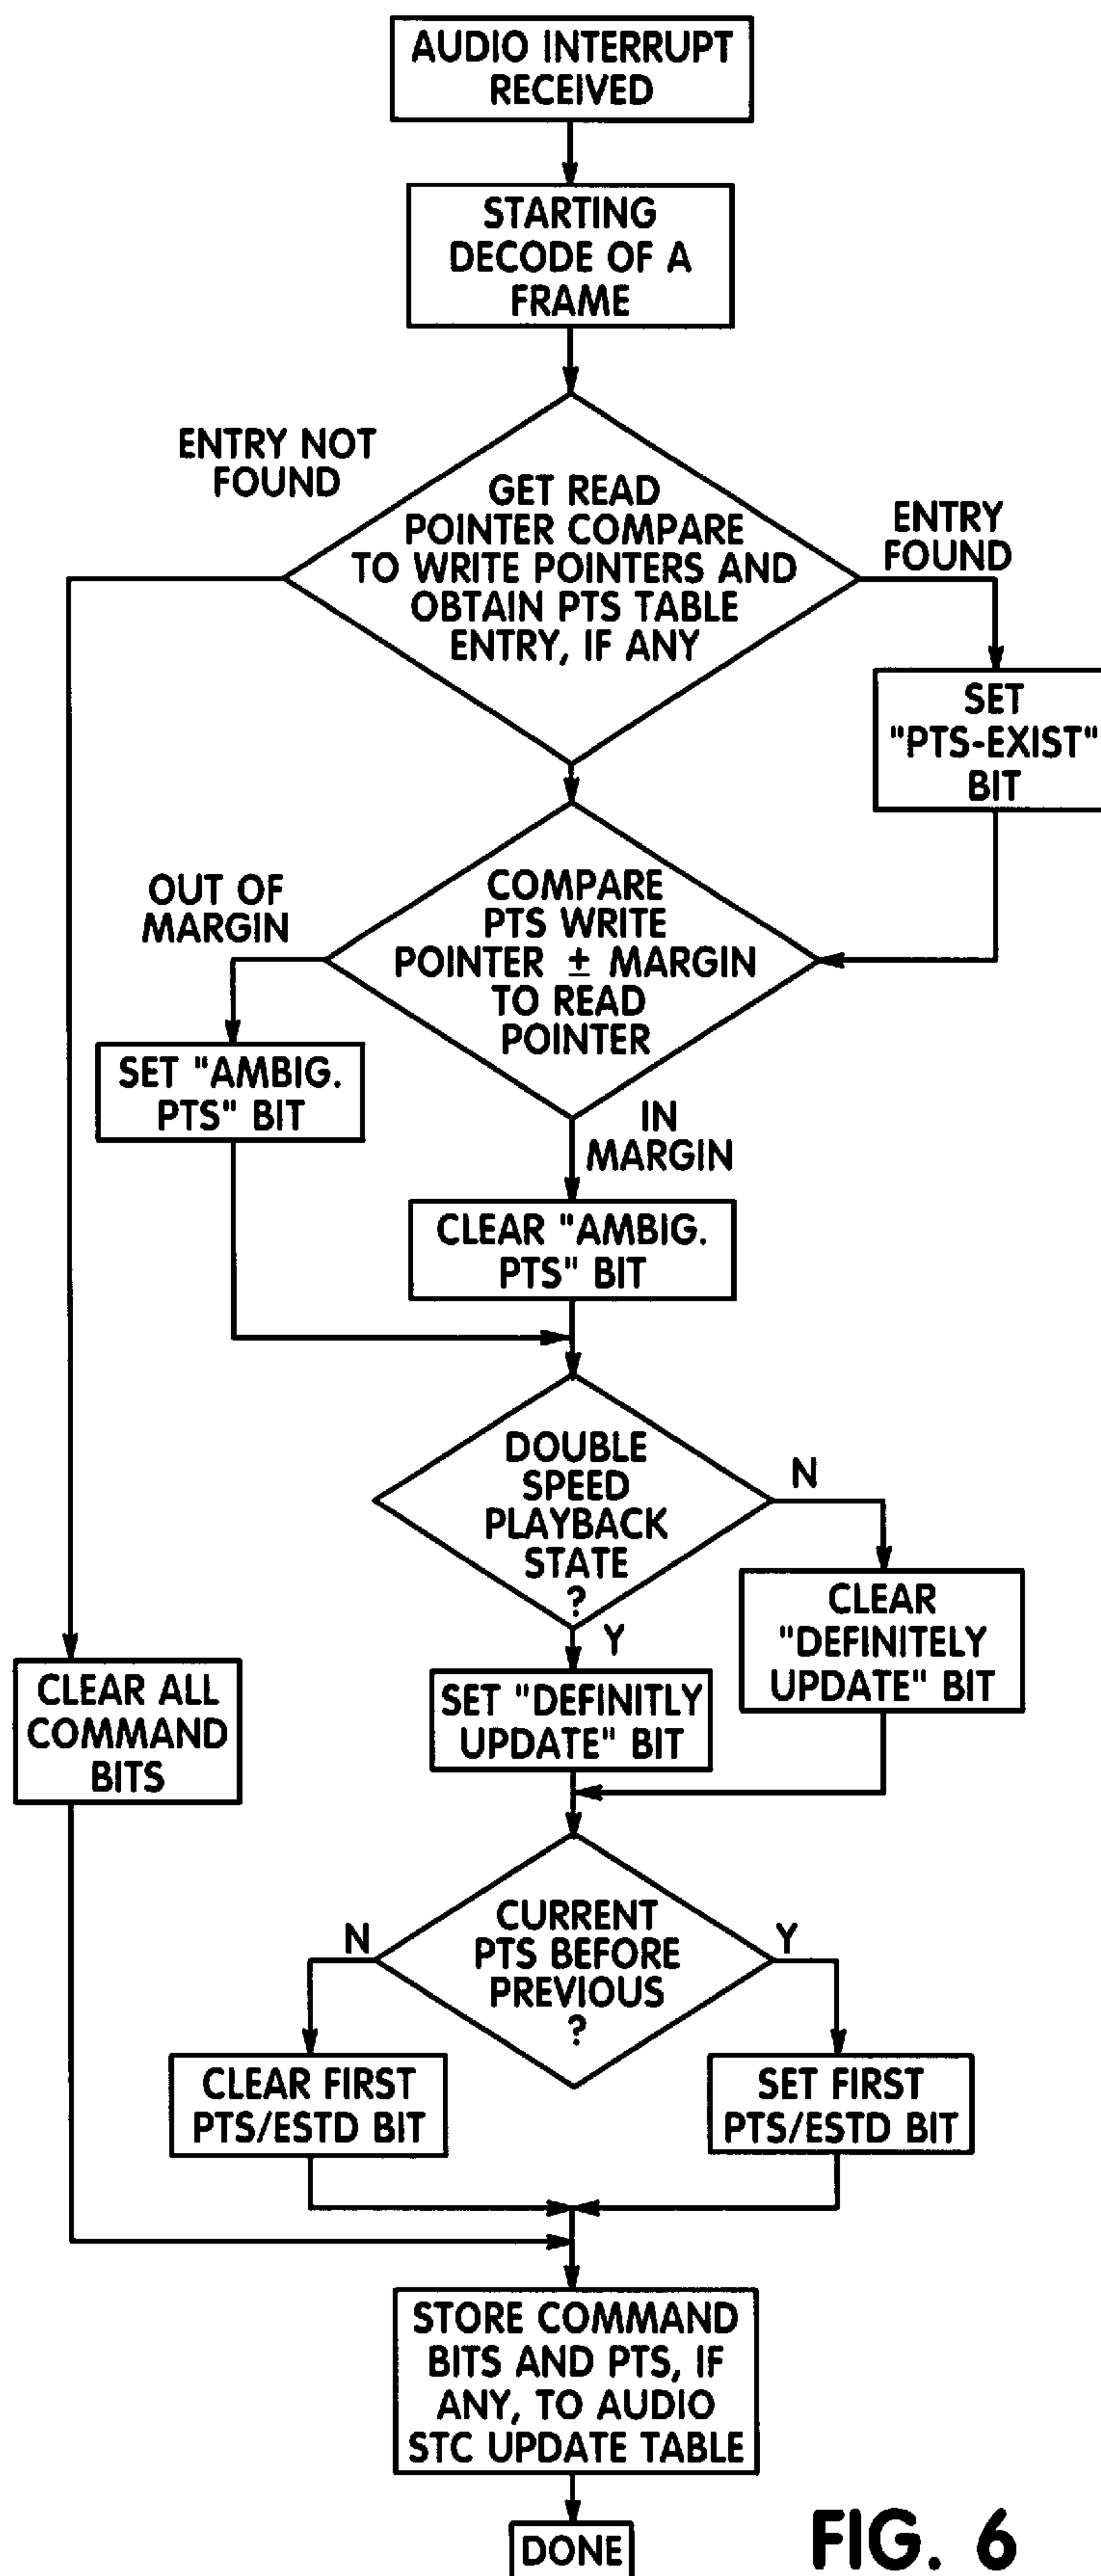 AUDIO INTERRUPT
RECEIVED
STARTING
DECODE OF A
FRAME
ENTRY NOT
FOUND
GET READ
POINTER COMPARE
TO WRITE POINTERS AND
OBTAIN PTS TABLE
ENTRY, IF ANY
ENTRY
FOUND
SET
"PTS-EXIST"
BIT
OUT OF
MARGIN
COMPARE
PTS WRITE
POINTER ± MARGIN
TO READ
POINTER
SET "AMBIG.
PTS" BIT
IN
MARGIN
CLEAR "AMBIG.
PTS" BIT
DOUBLE
SPEED
PLAYBACK
STATE
?
N
Y
CLEAR
"DEFINITELY
UPDATE" BIT
CLEAR ALL
COMMAND
BITS
SET "DEFINITLY
UPDATE" BIT
N
CURRENT
PTS BEFORE
PREVIOUS
?
Y
CLEAR FIRST
PTS/ESTD BIT
SET FIRST
PTS/ESTD BIT
STORE COMMAND
BITS AND PTS, IF
ANY, TO AUDIO
STC UPDATE TABLE
DONE
FIG. 6